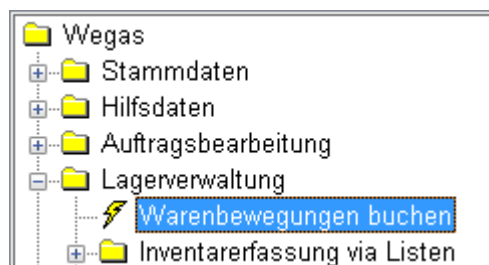 Wegas
Stammdaten
Hilfsdaten
Auftragsbearbeitung
Lagerverwaltung
Warenbewegungen buchen
Inventarerfassung via Listen